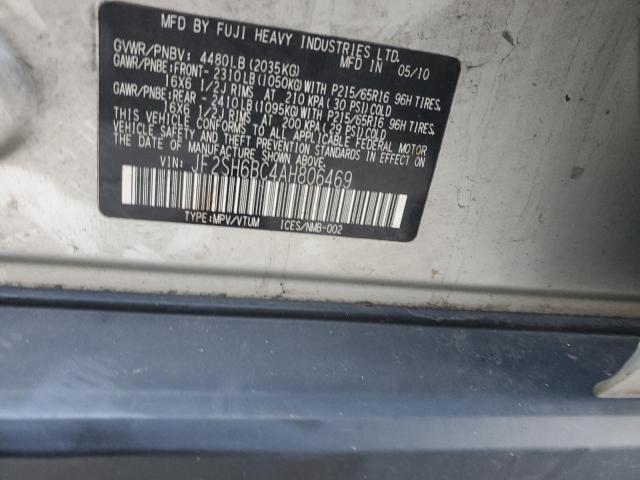 MFD BY FUJI HEAVY INDUSTRIES LTD.
GVWR/PNBV: 4480LB(2035KG) MFD IN 05/10
GAWR/PNBE:FRONT- 2310LB(1050KG)WITH P215/65R16 96H TIRES,
16X6 1/2J RIMS AT 210 KPA(30 PSI)COLD
GAWR/PNBE:REAR - 2410LB(1095KG)WITH P215/65R16 96H TIRES,
16X6 1/2J RIMS AT 200 KPA(29 PSI)COLD
THIS VEHICLE CONFORMS TO ALL APPLICABLE FEDERAL MOTOR
VEHICLE SAFETY AND BUMPER STANDARDS IN EFFECT ON
THE DATE OF MANUFACTURE SHOWN ABOVE.
VIN: JF2SH6BC4AH806469
TYPE:MPV/VTUM ICES/NMB-002